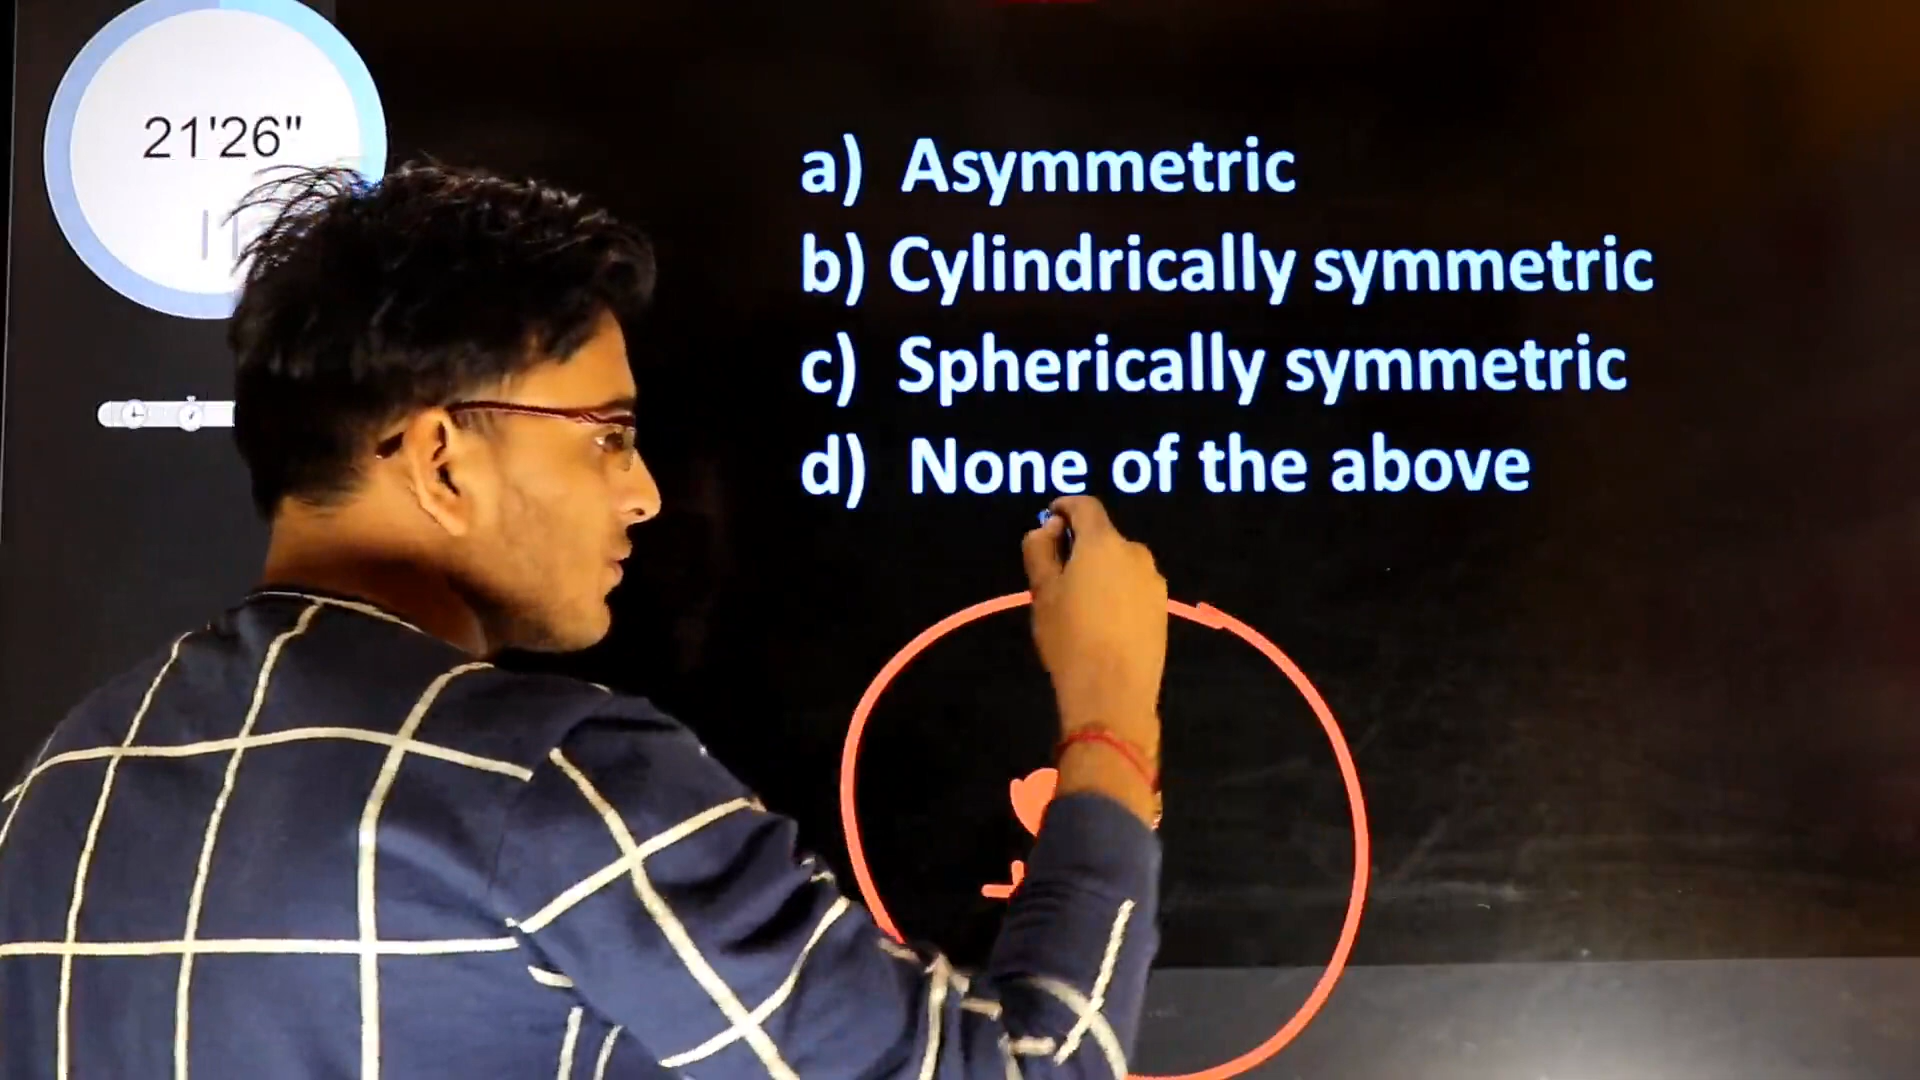 21'26"
a) Asymmetric
b) Cylindrically symmetric
c) Spherically symmetric
d) None of the above